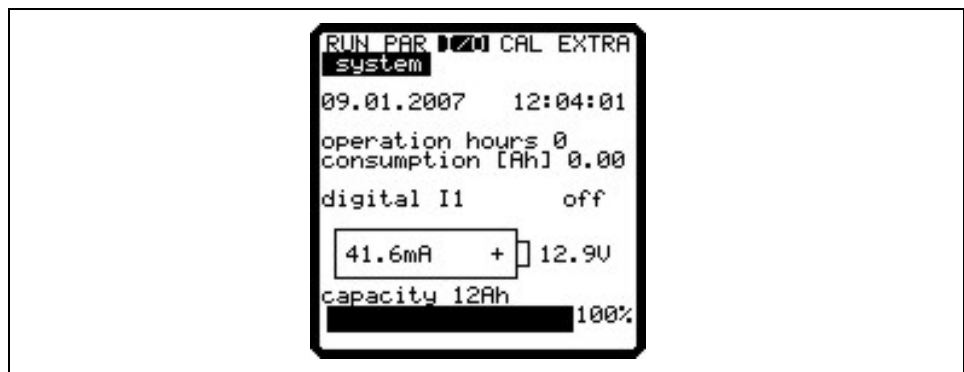 RUN PAR I/O CAL EXTRA
system
09.01.2007 12:04:01
operation hours 0
consumption [Ah] 0.00
digital I1 off
41.6mA + 12.9V
capacity 12Ah
100%